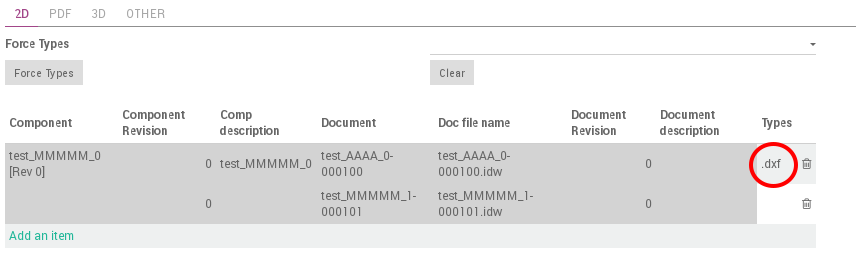 2D PDF 3D OTHER
Force Types
Force Types Clear
Component Component Revision Comp description Document Doc file name Document Revision Document description Types
test_MMMMM_0 [Rev 0] 0 test_MMMMM_0 test_AAAA_0-000100 test_AAAA_0-000100.idw 0 .dxf
0 test_MMMMM_1-000101 test_MMMMM_1-000101.idw 0
Add an item